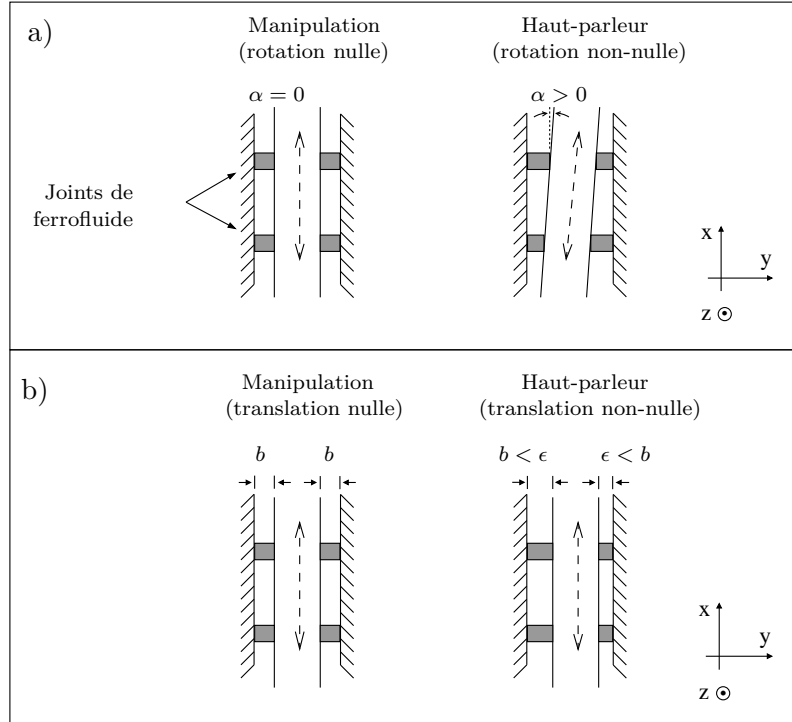 a)
Manipulation
(rotation nulle)
Haut-parleur
(rotation non-nulle)
α = 0
α > 0
Joints de
ferrofluide
x
y
z
b)
Manipulation
(translation nulle)
Haut-parleur
(translation non-nulle)
b
b
b < ϵ
ϵ < b
x
y
z